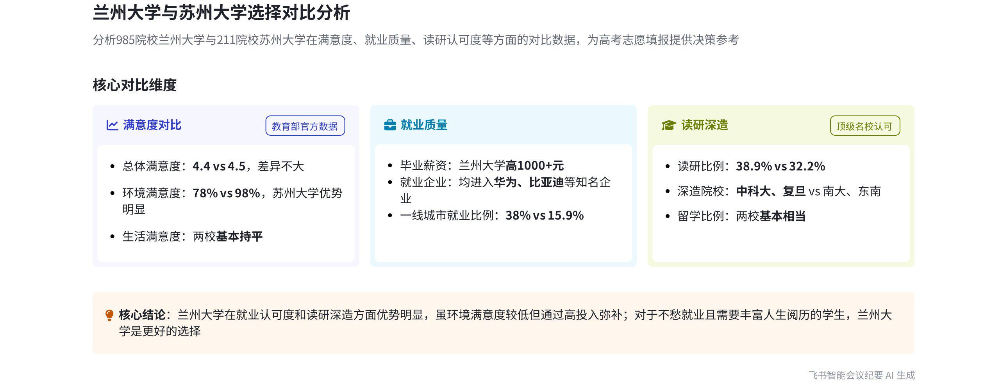 兰州大学与苏州大学选择对比分析
分析985院校兰州大学与211院校苏州大学在满意度、就业质量、读研认可度等方面的对比数据，为高考志愿填报提供决策参考
核心对比维度
满意度对比
教育部官方数据
总体满意度：4.4 vs 4.5，差异不大
环境满意度：78% vs 98%，苏州大学优势
明显
生活满意度：两校基本持平
就业质量
毕业薪资：兰州大学高1000+元
就业企业：均进入华为、比亚迪等知名企
业
一线城市就业比例：38% vs 15.9%
读研深造
顶级名校认可
读研比例：38.9% vs 32.2%
深造院校：中科大、复旦 vs 南大、东南
留学比例：两校基本相当
核心结论：兰州大学在就业认可度和读研深造方面优势明显，虽环境满意度较低但通过高投入弥补；对于不愁就业且需要丰富人生阅历的学生，兰州大
学是更好的选择
飞书智能会议纪要 AI 生成